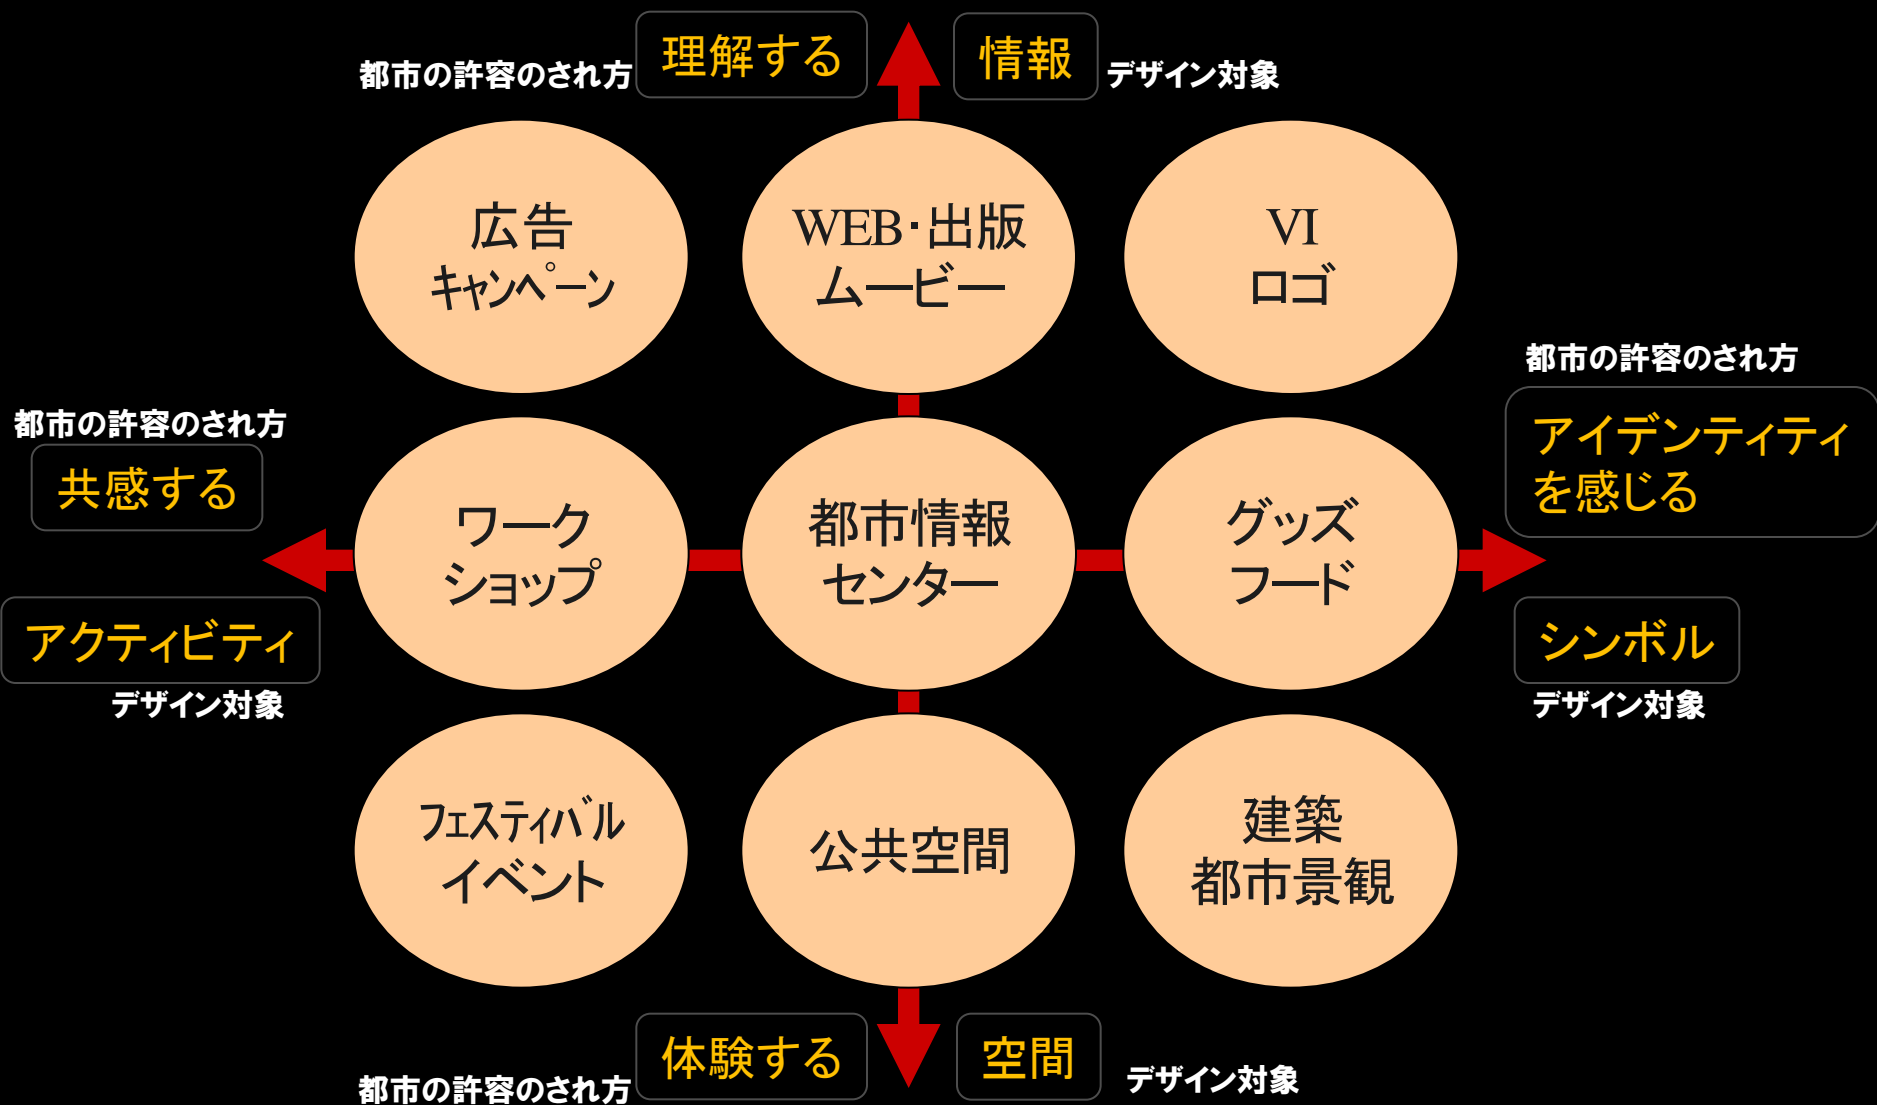 都市の許容のされ方
理解する
情報
デザイン対象
広告
キャンペーン
WEB・出版
ムービー
VI
ロゴ
都市の許容のされ方
アイデンティティ
を感じる
都市の許容のされ方
共感する
ワーク
ショップ
都市情報
センター
グッズ
フード
アクティビティ
デザイン対象
シンボル
デザイン対象
フェスティバル
イベント
公共空間
建築
都市景観
都市の許容のされ方
体験する
空間
デザイン対象